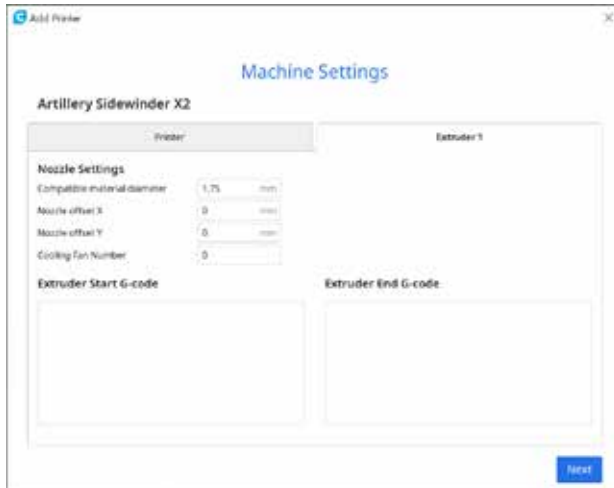 Add Printer
Machine Settings
Artillery Sidewinder X2
Printer
Extruder 1
Nozzle Settings
Compatible material diameter 1.75 mm
Nozzle offset X 0 mm
Nozzle offset Y 0 mm
Cooling Fan Number 0
Extruder Start G-code
Extruder End G-code
Next